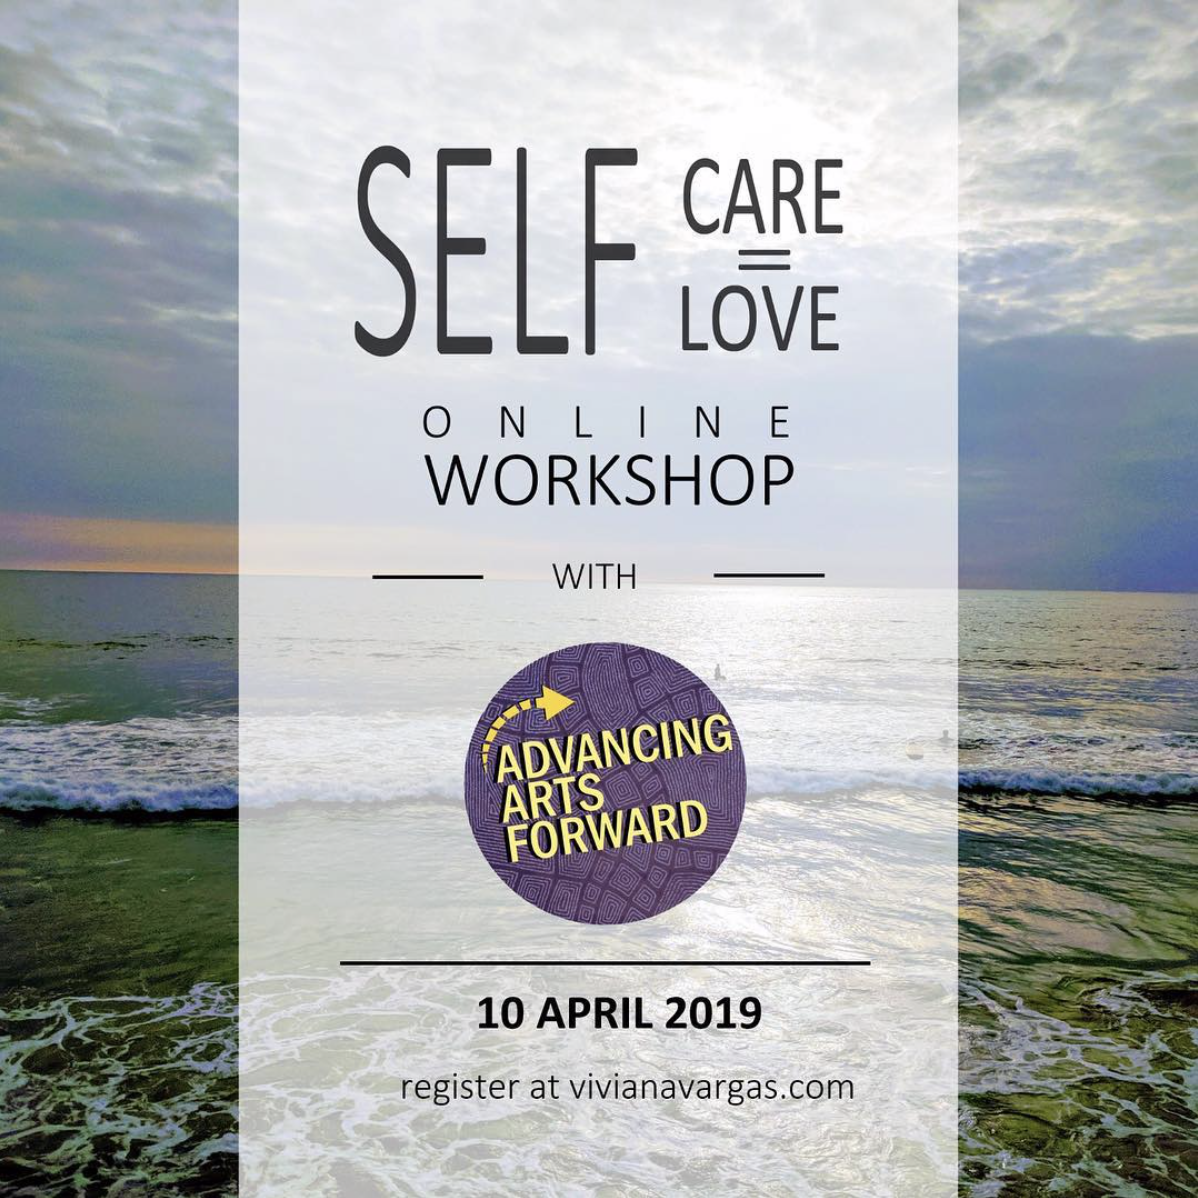 SELF CARE
=
LOVE
ONLINE
WORKSHOP
WITH
ADVANCING
ARTS
FORWARD
10 APRIL 2019
register at vivianavargas.com